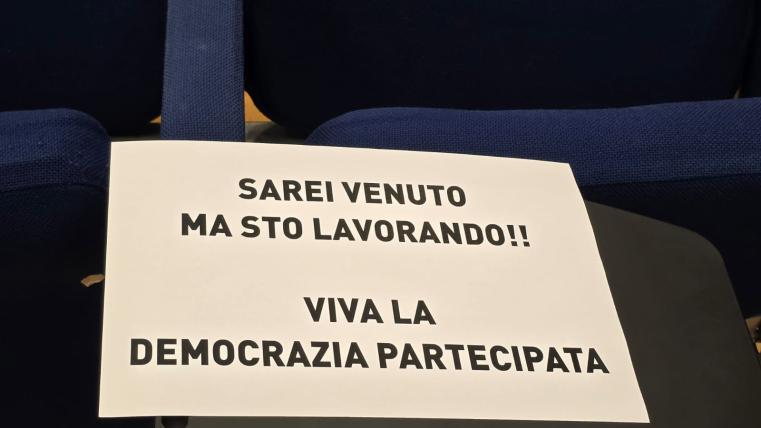 SAREI VENUTO
MA STO LAVORANDO!!
VIVA LA
DEMOCRAZIA PARTECIPATA